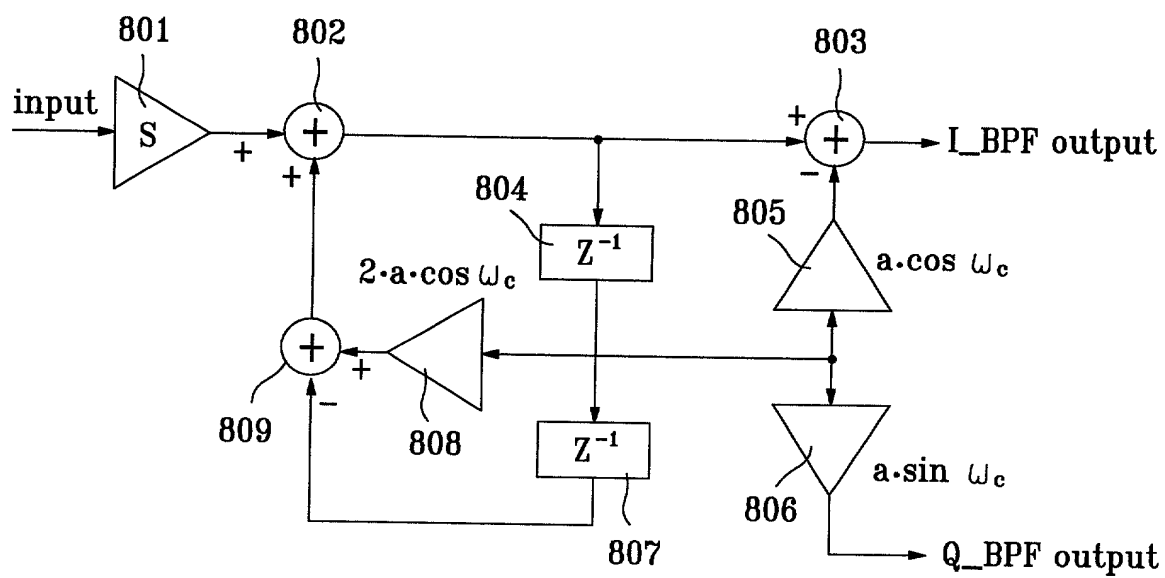 801
802
803
input
S
+
+
+
+
+
-
I_BPF output
804
Z⁻¹
805
a·cos ωc
2·a·cos ωc
+
+
-
809
808
Z⁻¹
807
806
a·sin ωc
Q_BPF output